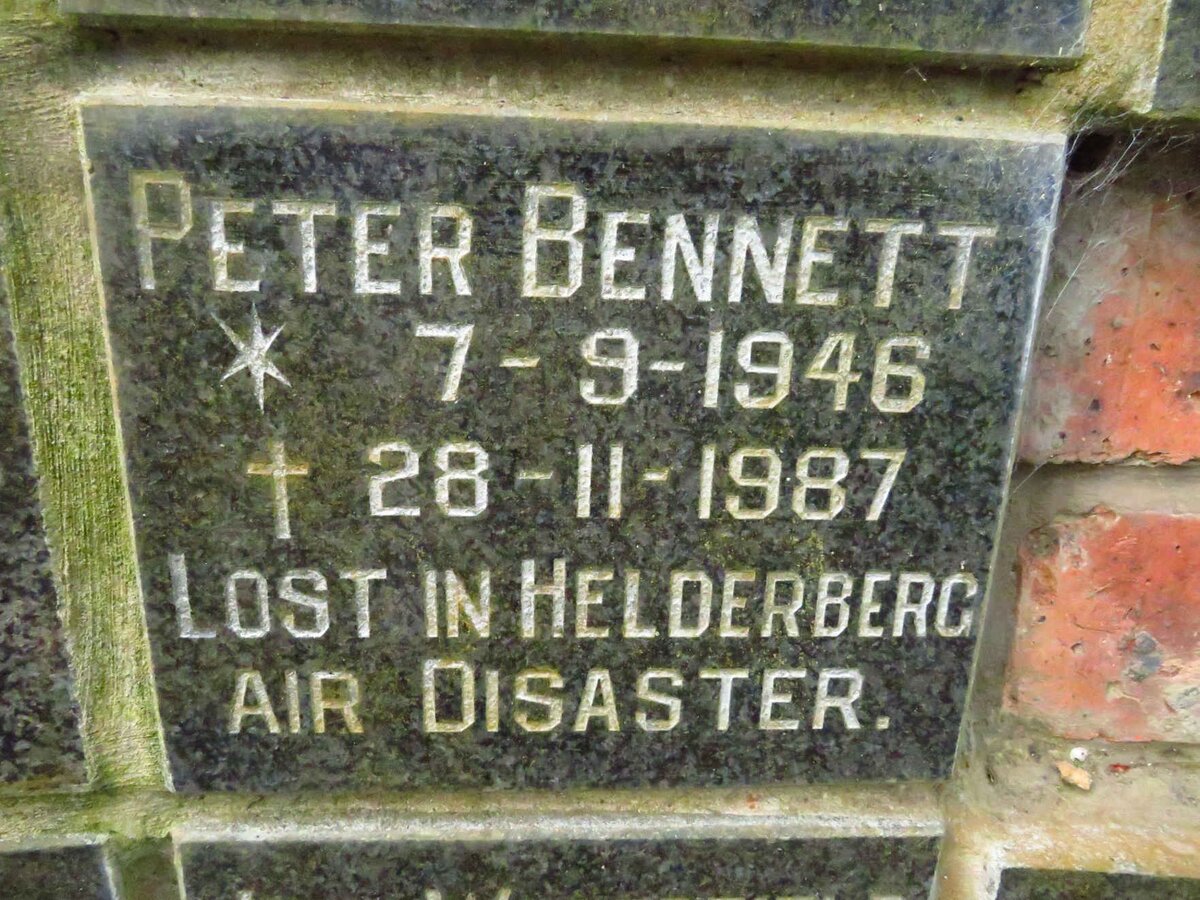 PETER BENNETT
* 7-9-1946
† 28-11-1987
LOST IN HELDERBERG
AIR DISASTER.